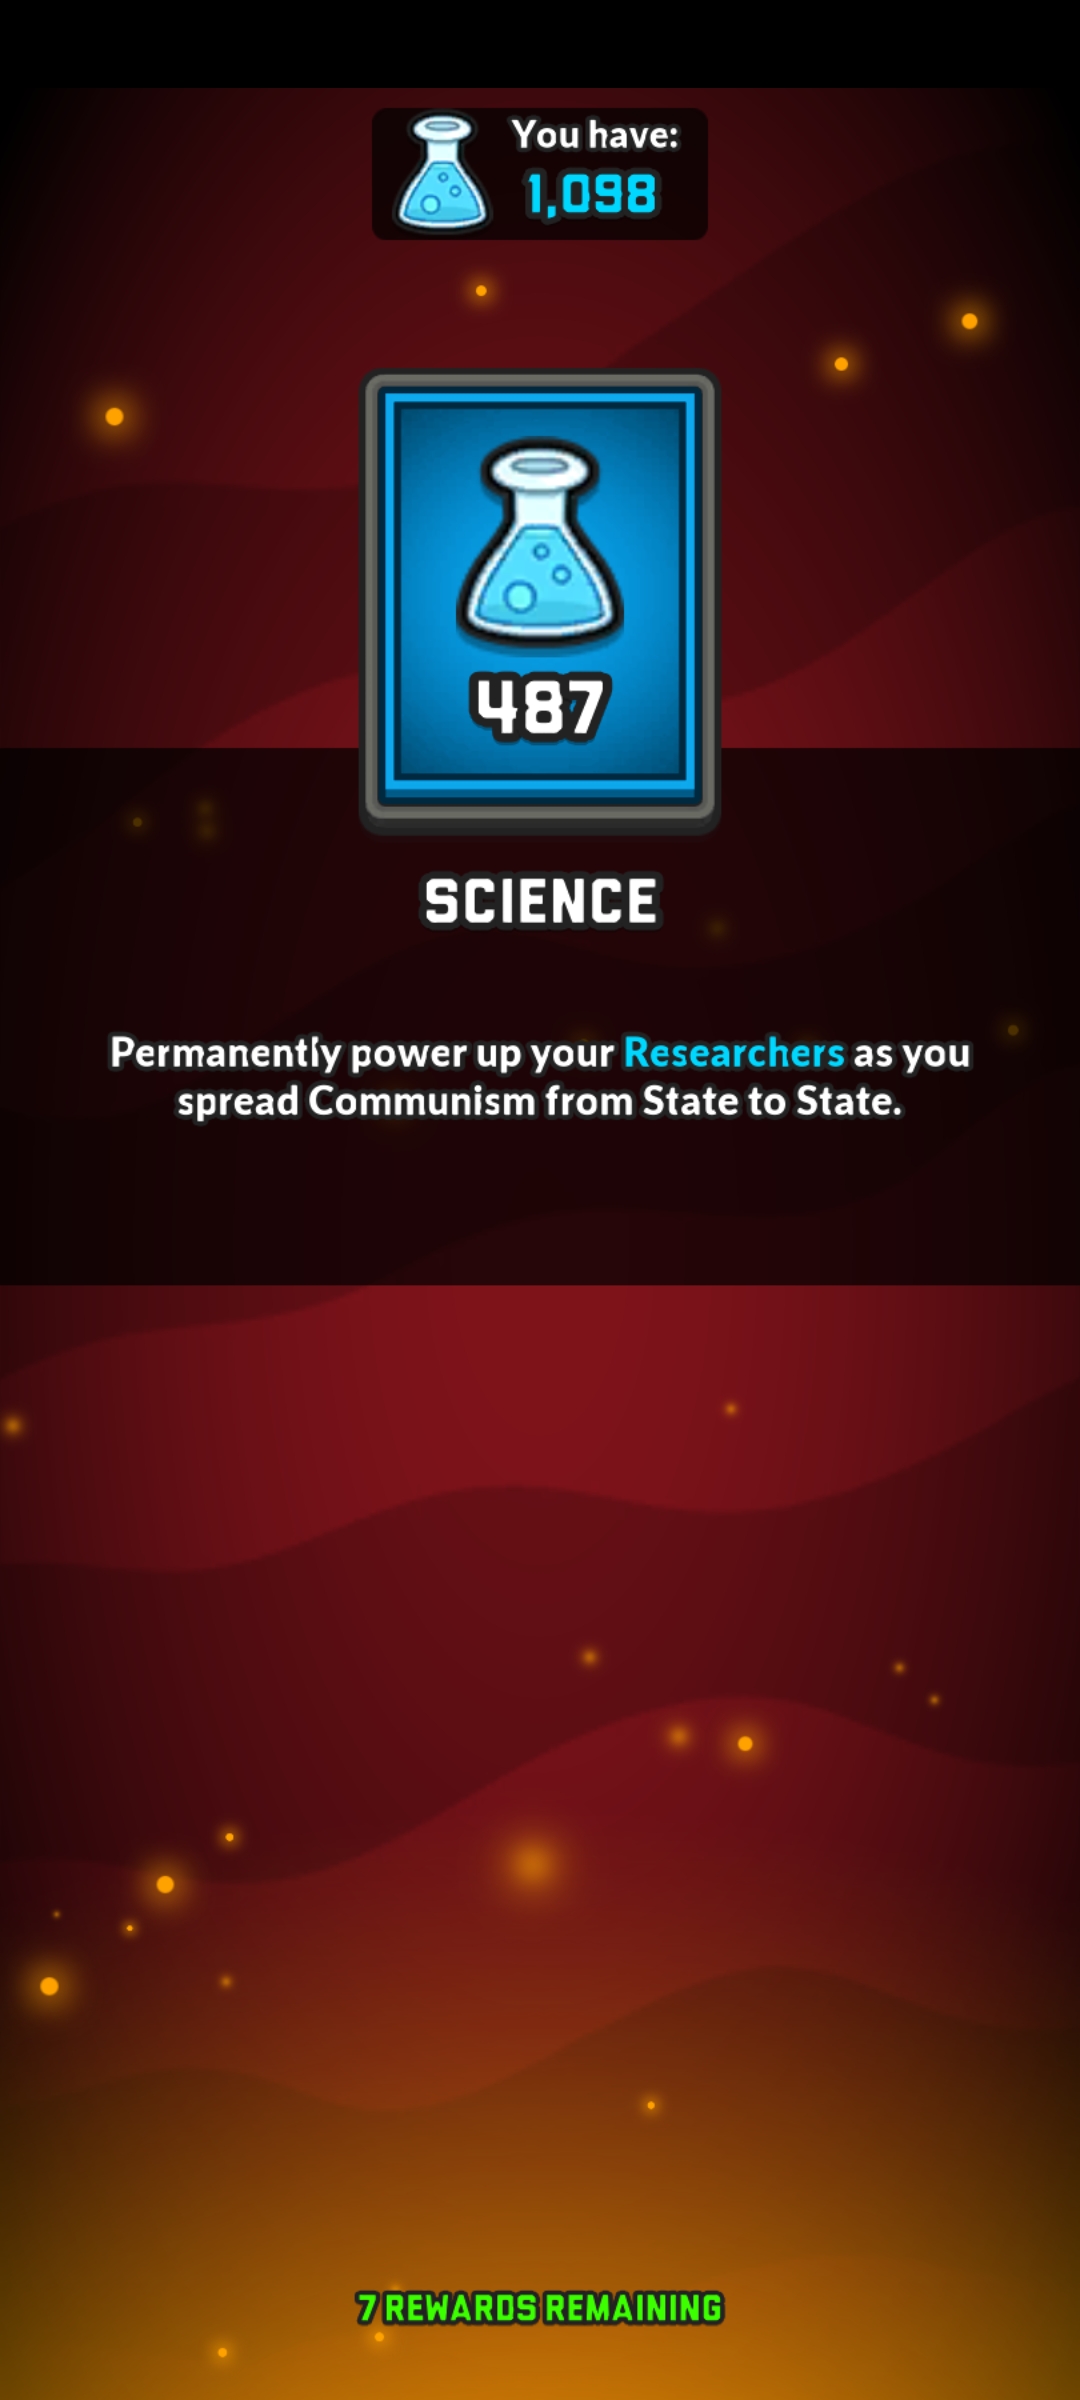 You have:
1,098
487
SCIENCE
Permanently power up your Researchers as you
spread Communism from State to State.
7 REWARDS REMAINING